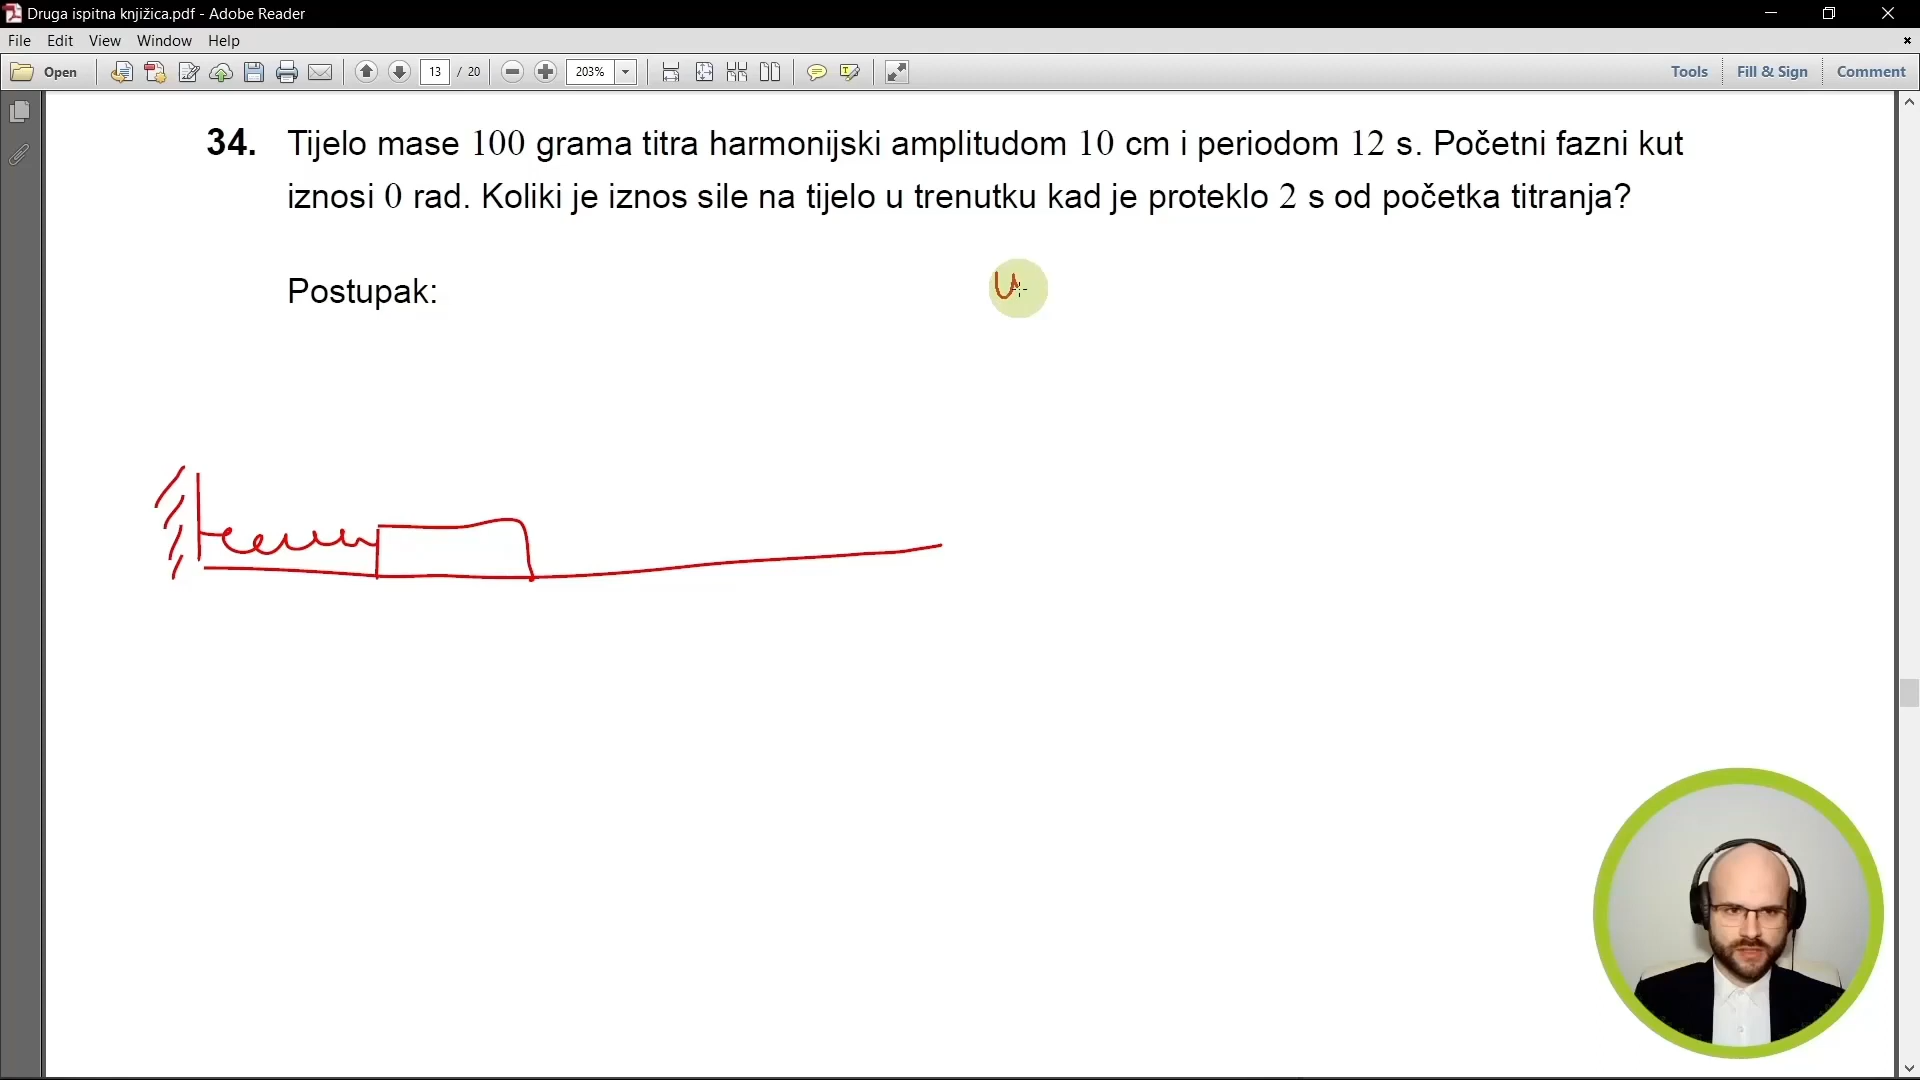 Druga ispitna knjižica.pdf - Adobe Reader
File Edit View Window Help
Open 13 / 20 203% Tools Fill & Sign Comment
34. Tijelo mase 100 grama titra harmonijski amplitudom 10 cm i periodom 12 s. Početni fazni kut
iznosi 0 rad. Koliki je iznos sile na tijelo u trenutku kad je proteklo 2 s od početka titranja?
Postupak: